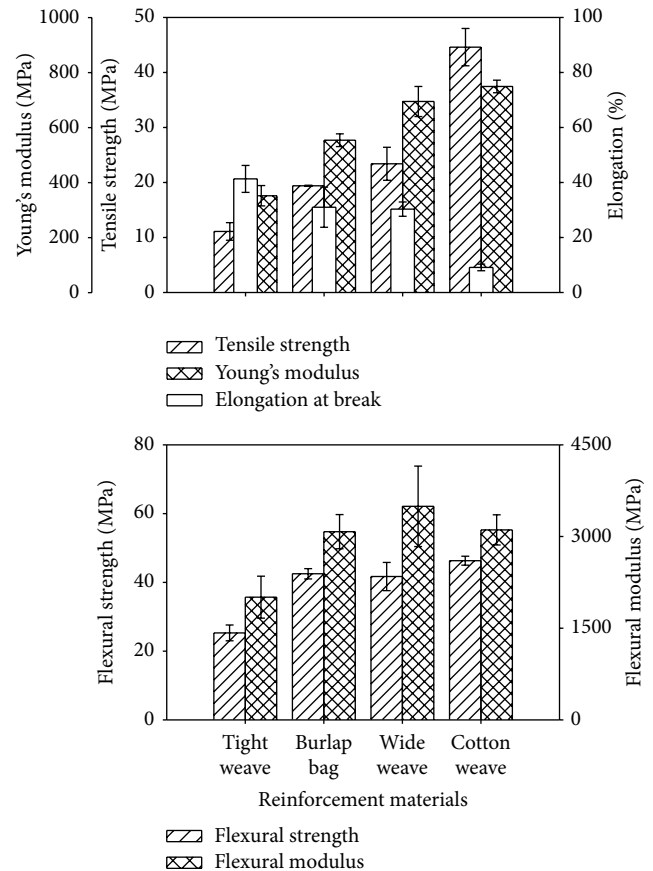 1000
800
600
400
200
0
Young's modulus (MPa)
50
40
30
20
10
0
Tensile strength (MPa)
100
80
60
40
20
0
Elongation (%)
Tensile strength
Young's modulus
Elongation at break
80
60
40
20
0
Flexural strength (MPa)
4500
3000
1500
0
Flexural modulus (MPa)
Tight
weave
Burlap
bag
Wide
weave
Cotton
weave
Reinforcement materials
Flexural strength
Flexural modulus